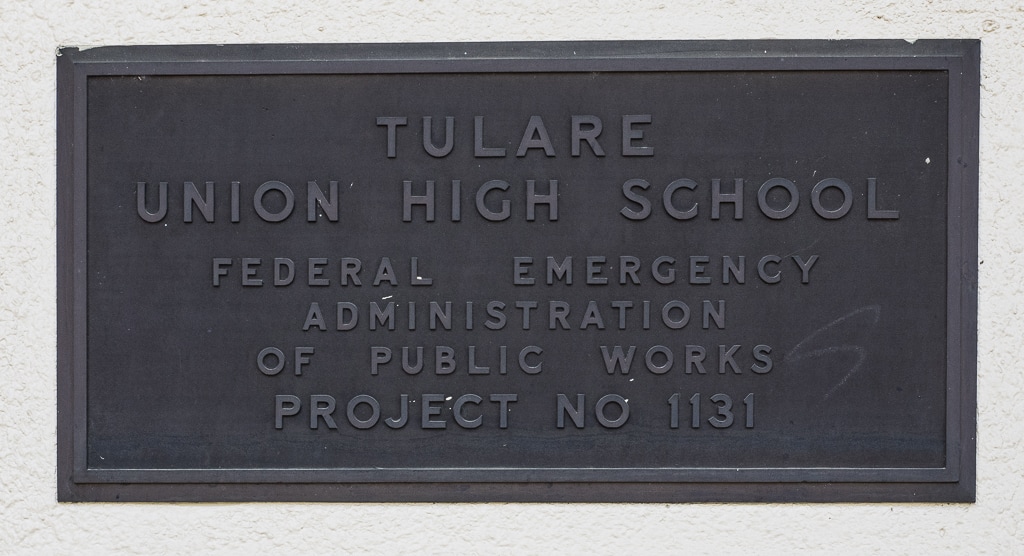 TULARE
UNION HIGH SCHOOL
FEDERAL EMERGENCY
ADMINISTRATION
OF PUBLIC WORKS
PROJECT NO 1131